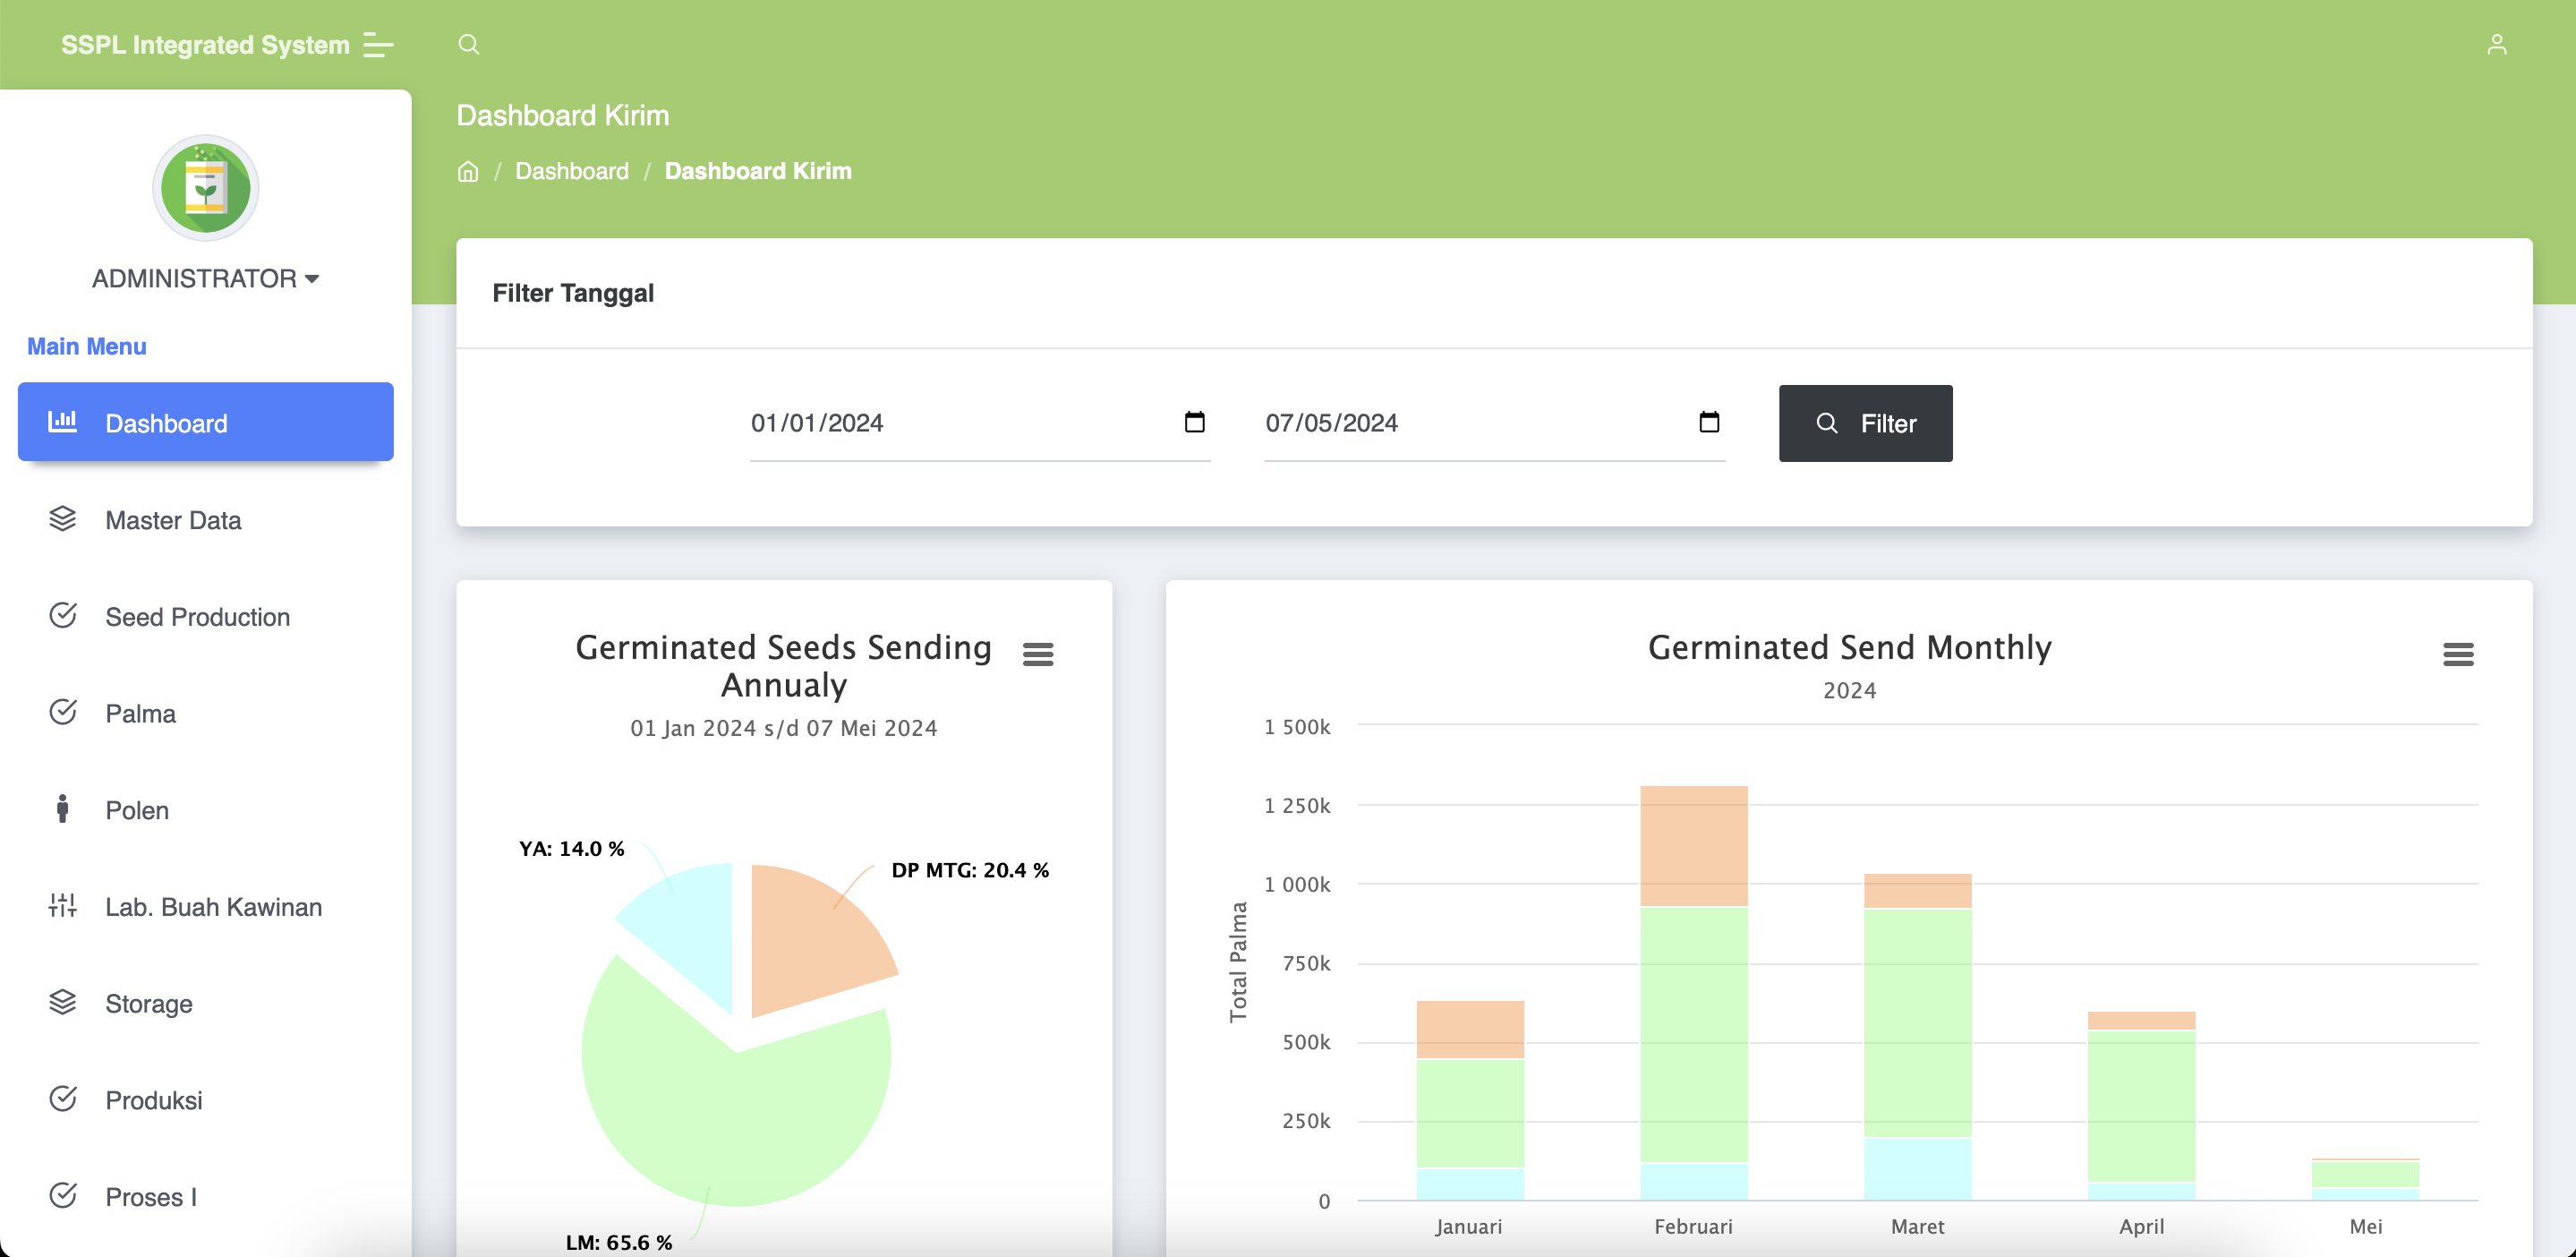 SSPL Integrated System
Dashboard Kirim
Dashboard / Dashboard Kirim
ADMINISTRATOR
Main Menu
Dashboard
Master Data
Seed Production
Palma
Polen
Lab. Buah Kawinan
Storage
Produksi
Proses I
Filter Tanggal
01/01/2024
07/05/2024
Filter
Germinated Seeds Sending
Annualy
01 Jan 2024 s/d 07 Mei 2024
YA: 14.0 %
DP MTG: 20.4 %
LM: 65.6 %
Germinated Send Monthly
2024
Total Palma
1 500k
1 250k
1 000k
750k
500k
250k
0
Januari
Februari
Maret
April
Mei